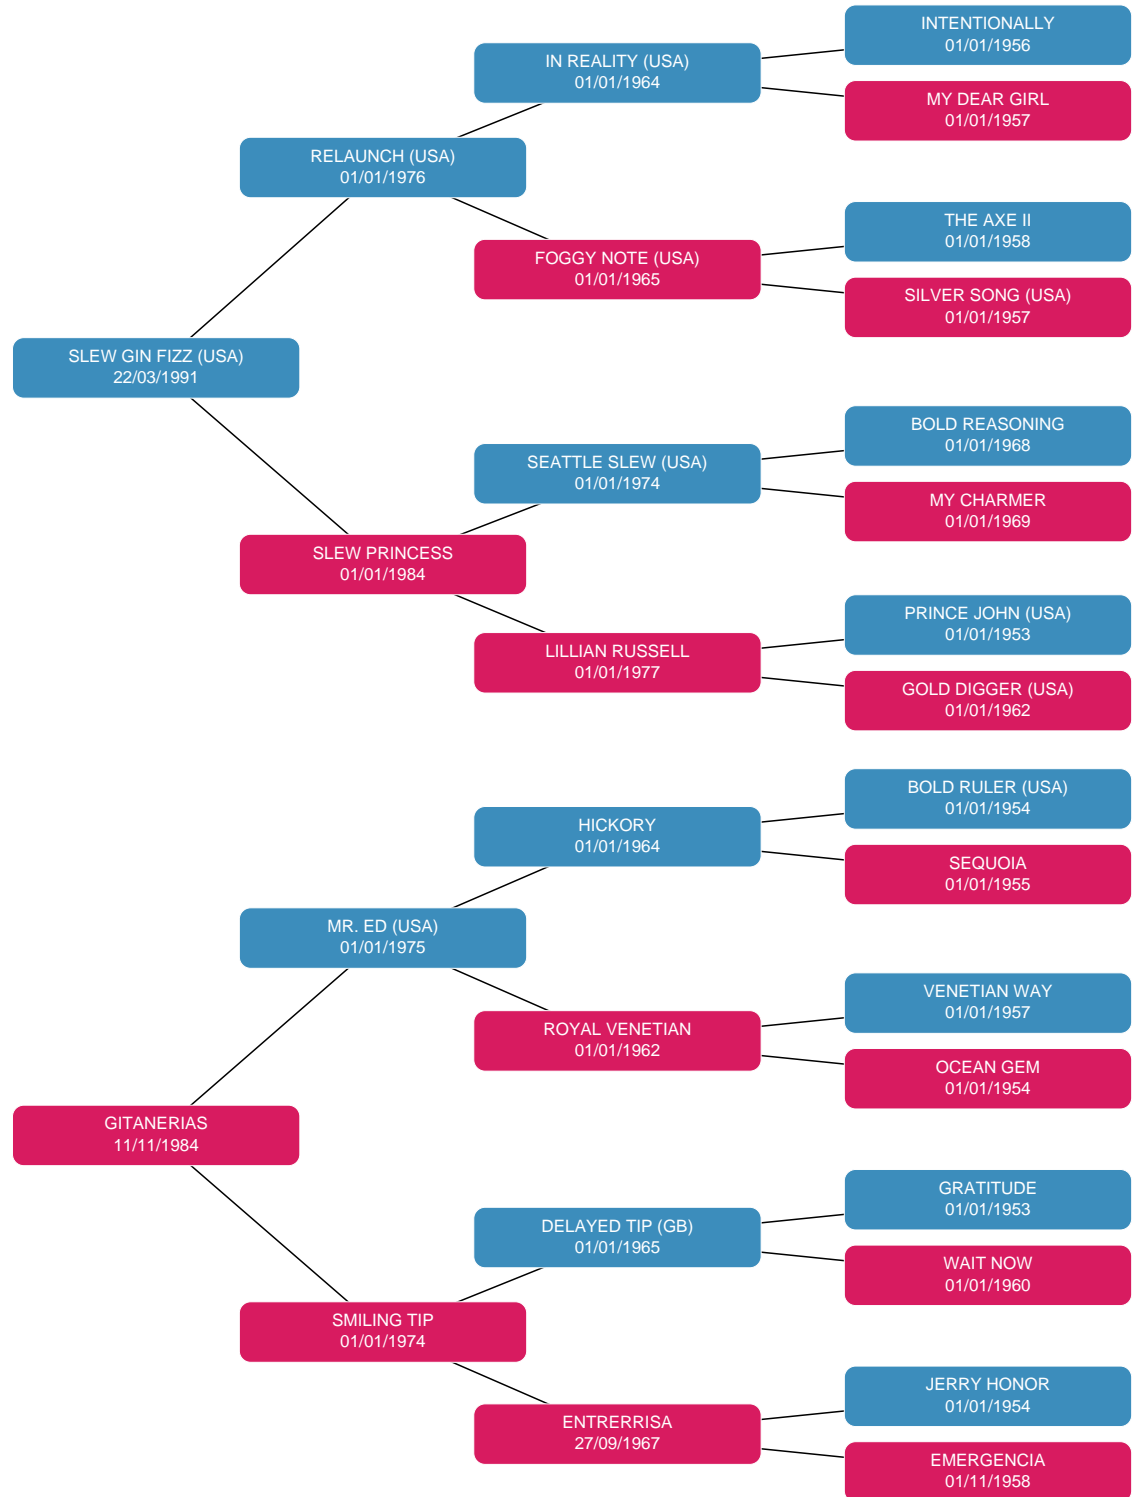 INTENTIONALLY
01/01/1956
IN REALITY (USA)
01/01/1964
MY DEAR GIRL
01/01/1957
RELAUNCH (USA)
01/01/1976
THE AXE II
01/01/1958
FOGGY NOTE (USA)
01/01/1965
SILVER SONG (USA)
01/01/1957
SLEW GIN FIZZ (USA)
22/03/1991
BOLD REASONING
01/01/1968
SEATTLE SLEW (USA)
01/01/1974
MY CHARMER
01/01/1969
SLEW PRINCESS
01/01/1984
PRINCE JOHN (USA)
01/01/1953
LILLIAN RUSSELL
01/01/1977
GOLD DIGGER (USA)
01/01/1962
BOLD RULER (USA)
01/01/1954
HICKORY
01/01/1964
SEQUOIA
01/01/1955
MR. ED (USA)
01/01/1975
VENETIAN WAY
01/01/1957
ROYAL VENETIAN
01/01/1962
OCEAN GEM
01/01/1954
GITANERIAS
11/11/1984
GRATITUDE
01/01/1953
DELAYED TIP (GB)
01/01/1965
WAIT NOW
01/01/1960
SMILING TIP
01/01/1974
JERRY HONOR
01/01/1954
ENTRERRISA
27/09/1967
EMERGENCIA
01/11/1958